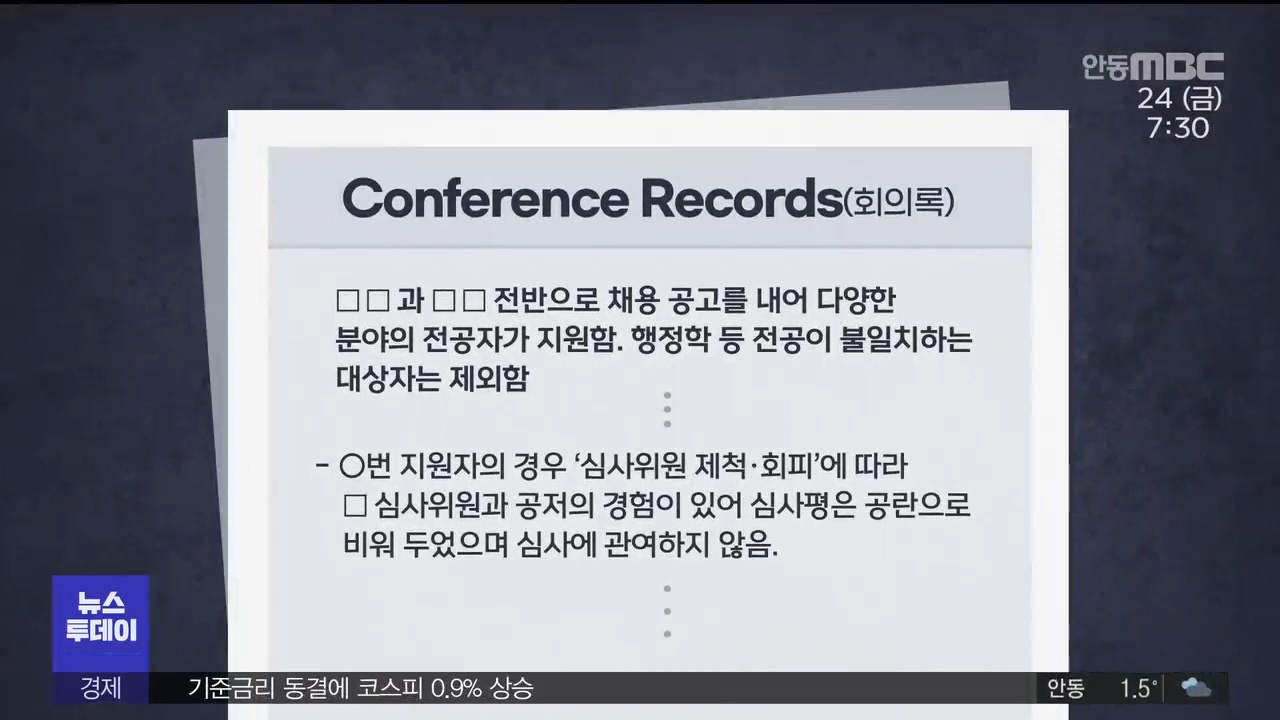 안동MBC
24 (금)
7:30
Conference Records(회의록)
□□과 □□ 전반으로 채용 공고를 내어 다양한
분야의 전공자가 지원함. 행정학 등 전공이 불일치하는
대상자는 제외함
- ○번 지원자의 경우 ‘심사위원 제척·회피’에 따라
□ 심사위원과 공저의 경험이 있어 심사평은 공란으로
비워 두었으며 심사에 관여하지 않음.
뉴스
투데이
경제 기준금리 동결에 코스피 0.9% 상승 안동 1.5°